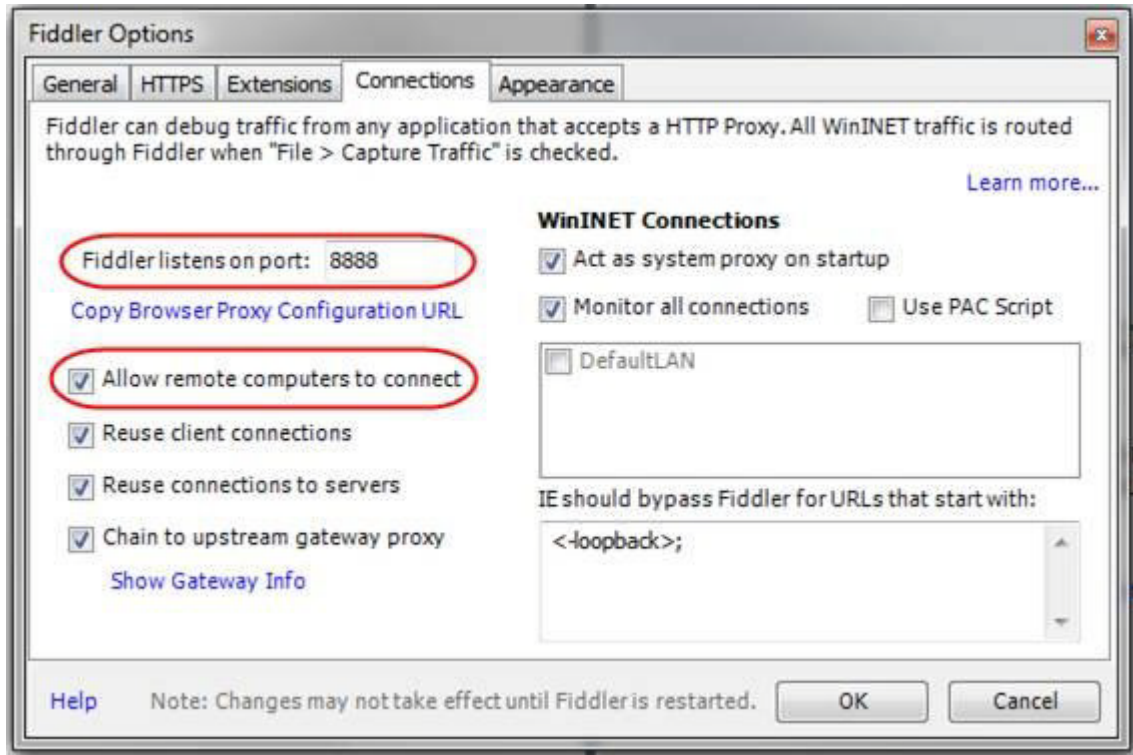 Fiddler Options
General HTTPS Extensions Connections Appearance
Fiddler can debug traffic from any application that accepts a HTTP Proxy. All WinINET traffic is routed
through Fiddler when "File > Capture Traffic" is checked.
Learn more...
Fiddler listens on port: 8888
Copy Browser Proxy Configuration URL
Allow remote computers to connect
Reuse client connections
Reuse connections to servers
Chain to upstream gateway proxy
Show Gateway Info
WinINET Connections
Act as system proxy on startup
Monitor all connections Use PAC Script
DefaultLAN
IE should bypass Fiddler for URLs that start with:
<-loopback>;
Help Note: Changes may not take effect until Fiddler is restarted. OK Cancel